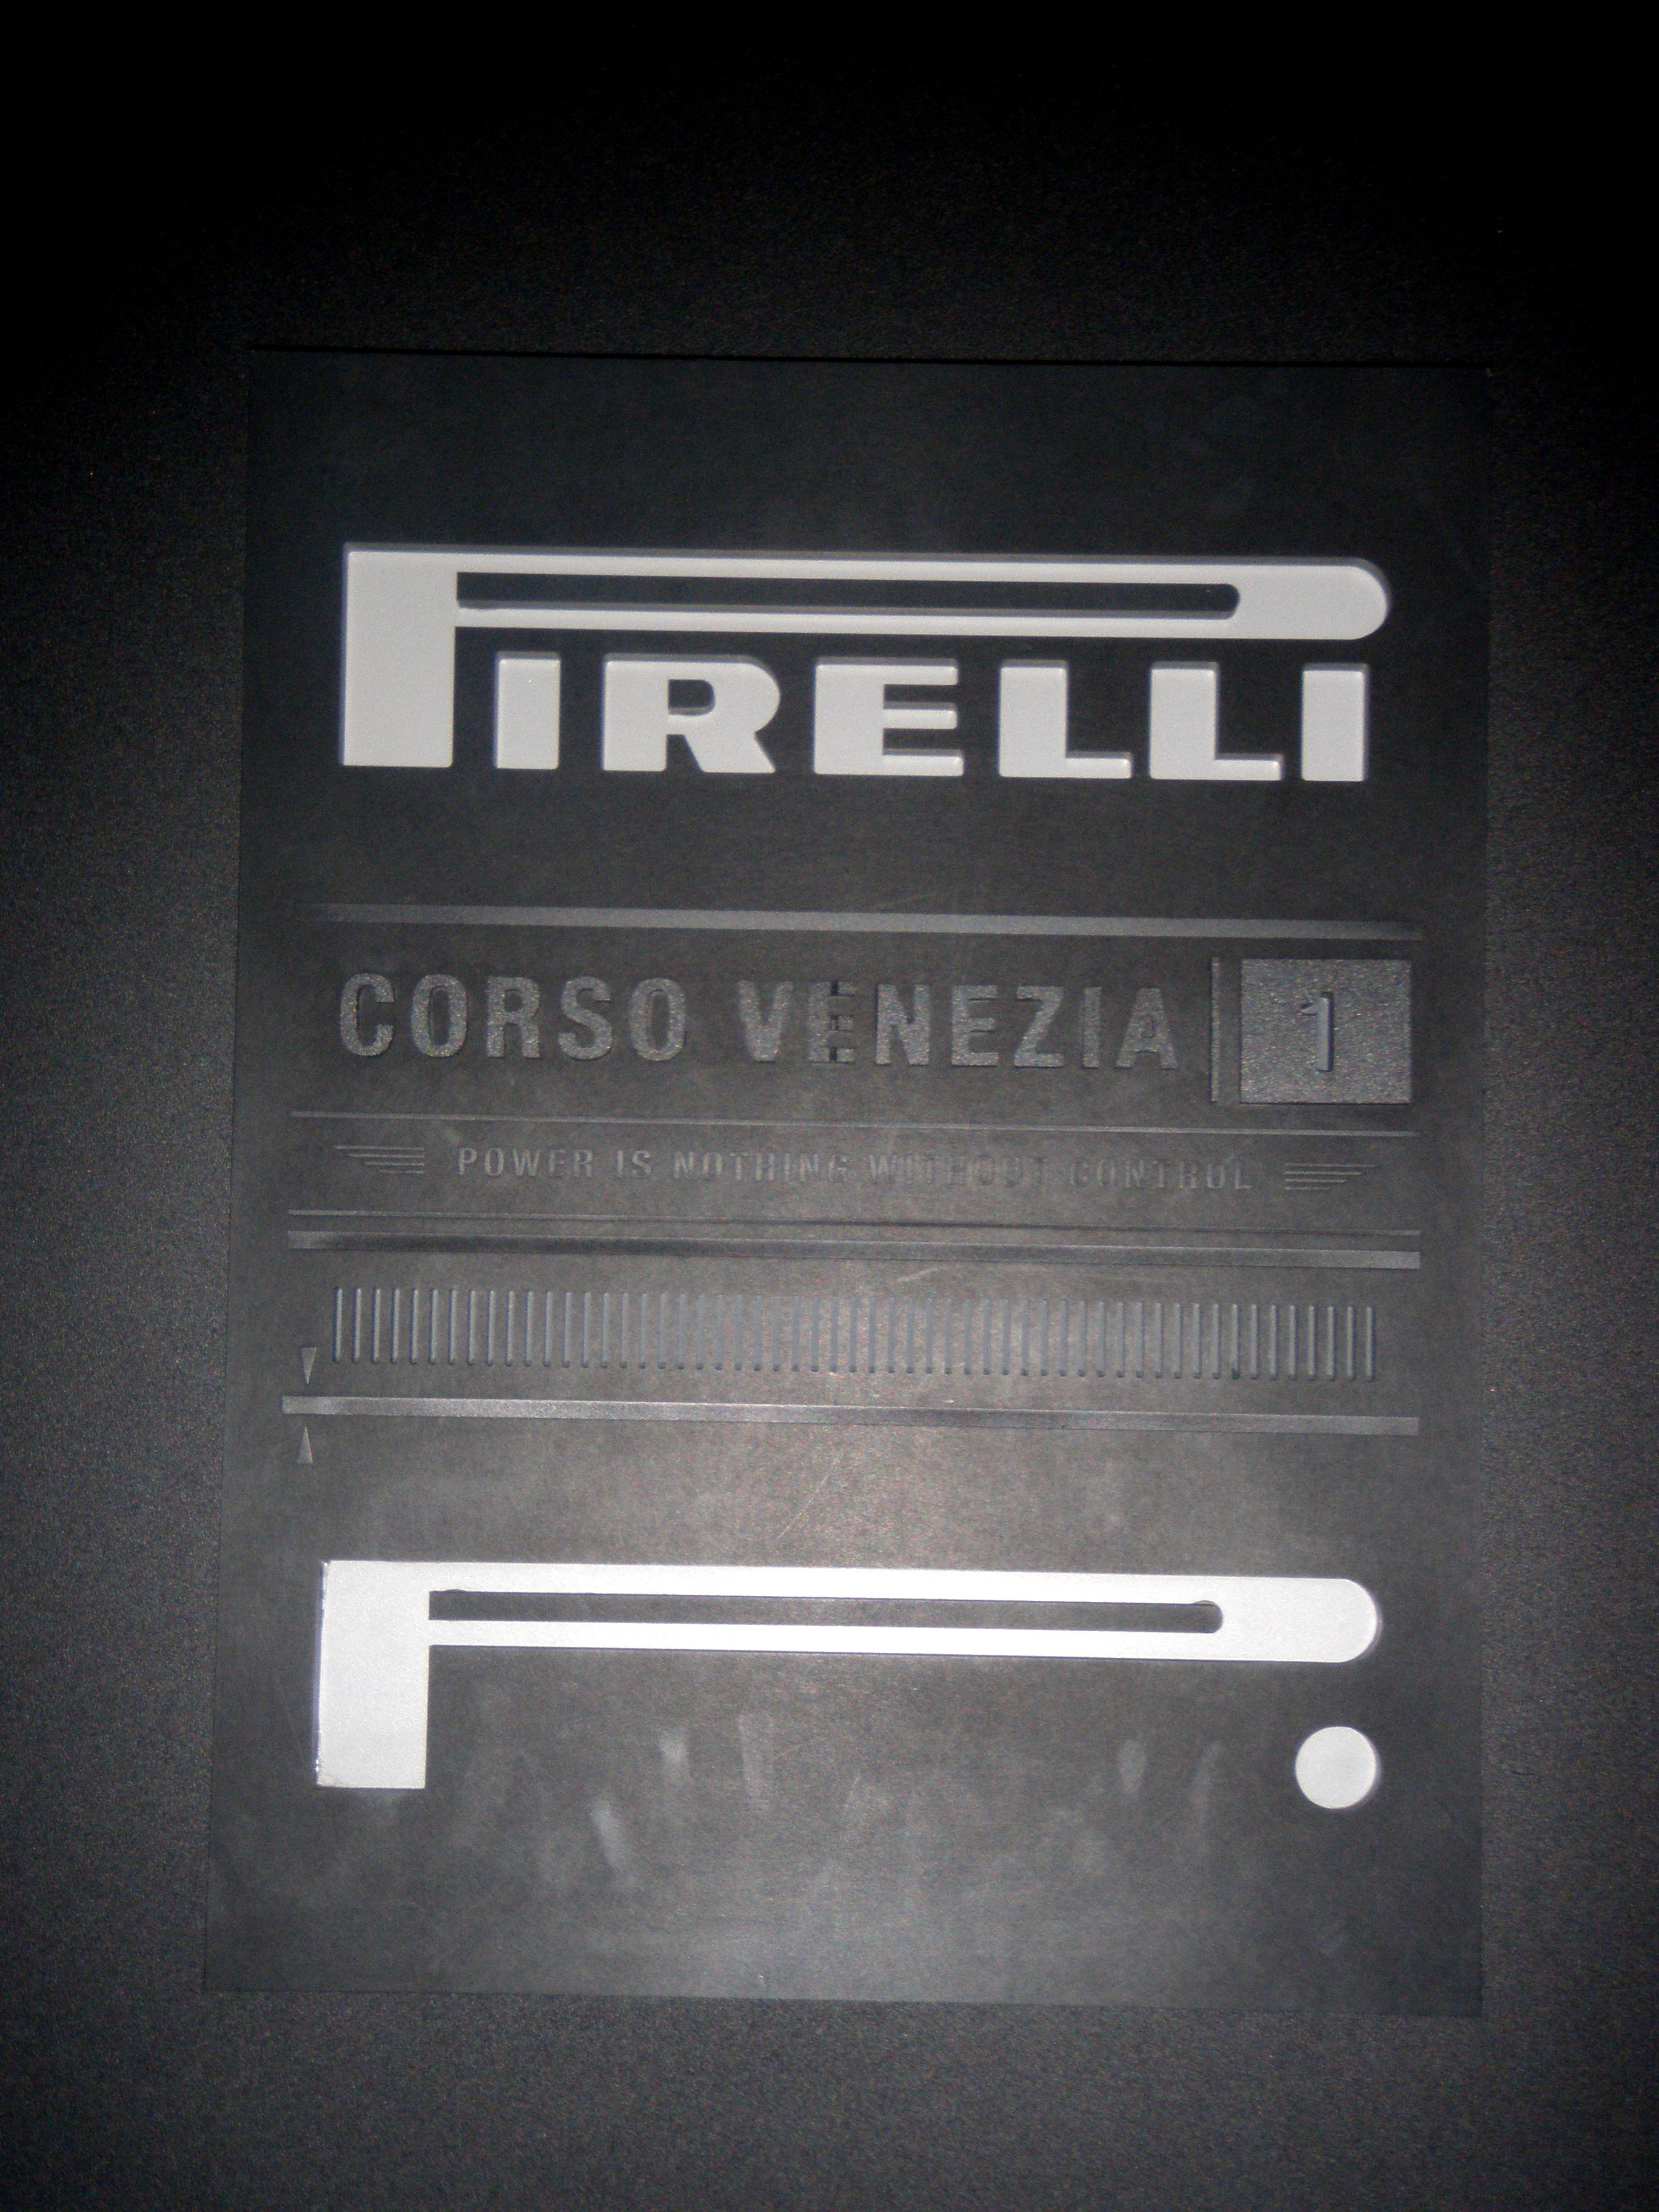 PIRELLI
CORSO VENEZIA 1
POWER IS NOTHING WITHOUT CONTROL
P.